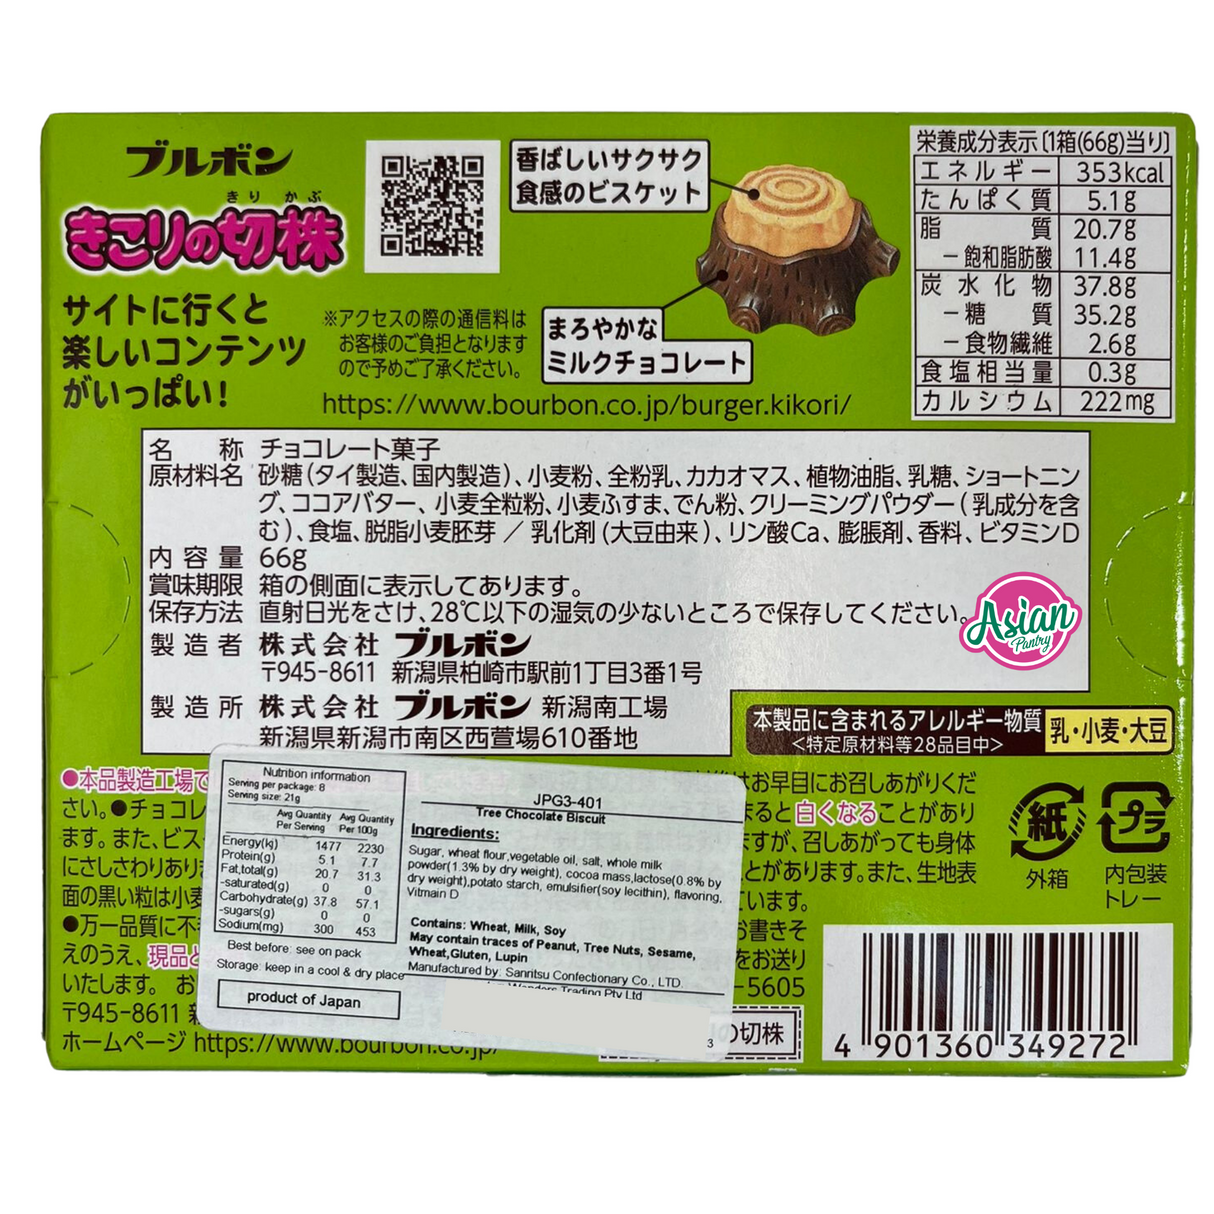 ブルボン
きり かぶ
きこりの切株
サイトに行くと
楽しいコンテンツ
がいっぱい!
※アクセスの際の通信料は
お客様のご負担となります
ので予めご了承ください。
https://www.bourbon.co.jp/burger.kikori/
香ばしいサクサク
食感のビスケット
まろやかな
ミルクチョコレート
栄養成分表示〔1箱(66g)当り〕
エネルギー 353kcal
たんぱく質 5.1g
脂質 20.7g
－飽和脂肪酸 11.4g
炭水化物 37.8g
－糖質 35.2g
－食物繊維 2.6g
食塩相当量 0.3g
カルシウム 222mg
名称 チョコレート菓子
原材料名 砂糖(タイ製造、国内製造)、小麦粉、全粉乳、カカオマス、植物油脂、乳糖、ショートニン
グ、ココアバター、小麦全粒粉、小麦ふすま、でん粉、クリーミングパウダー(乳成分を含
む)、食塩、脱脂小麦胚芽／乳化剤(大豆由来)、リン酸Ca、膨脹剤、香料、ビタミンD
内容量 66g
賞味期限 箱の側面に表示してあります。
保存方法 直射日光をさけ、28℃以下の湿気の少ないところで保存してください。
製造者 株式会社 ブルボン
〒945-8611 新潟県柏崎市駅前1丁目3番1号
製造所 株式会社 ブルボン 新潟南工場
新潟県新潟市南区西萱場610番地
Asian
Pantry
本製品に含まれるアレルギー物質
<特定原材料等28品目中>
乳・小麦・大豆
●本品製造工場で
はお早目にお召しあがりくだ
さい。●チョコレ
まると白くなることがあり
ます。また、ビス
すが、召しあがっても身体
にさしさわりあり
とがあります。また、生地表
面の黒い粒は小麦
います。
●万一品質に不
お書きそ
えのうえ、現品と
をお送り
いたします。 お
-5605
〒945-8611 新
ホームページ https://www.bourbon.co.jp/
の切株
Nutrition information
Serving per package: 8
Serving size: 21g
Avg Quantity Avg Quantity
Per Serving Per 100g
Energy(kj) 1477 2230
Protein(g) 5.1 7.7
Fat,total(g) 20.7 31.3
-saturated(g) 0 0
Carbohydrate(g) 37.8 57.1
-sugars(g) 0 0
Sodium(mg) 300 453
Best before: see on pack
Storage: keep in a cool & dry place
product of Japan
JPG3-401
Tree Chocolate Biscuit
Ingredients:
Sugar, wheat flour,vegetable oil, salt, whole milk
powder(1.3% by dry weight), cocoa mass,lactose(0.8% by
dry weight),potato starch, emulsifier(soy lecithin), flavoring,
Vitmain D
Contains: Wheat, Milk, Soy
May contain traces of Peanut, Tree Nuts, Sesame,
Wheat,Gluten, Lupin
Manufactured by: Sanritsu Confectionary Co., LTD.
Wonders Trading Pty Ltd
3
紙
外箱
プラ
内包装
トレー
4 901360 349272